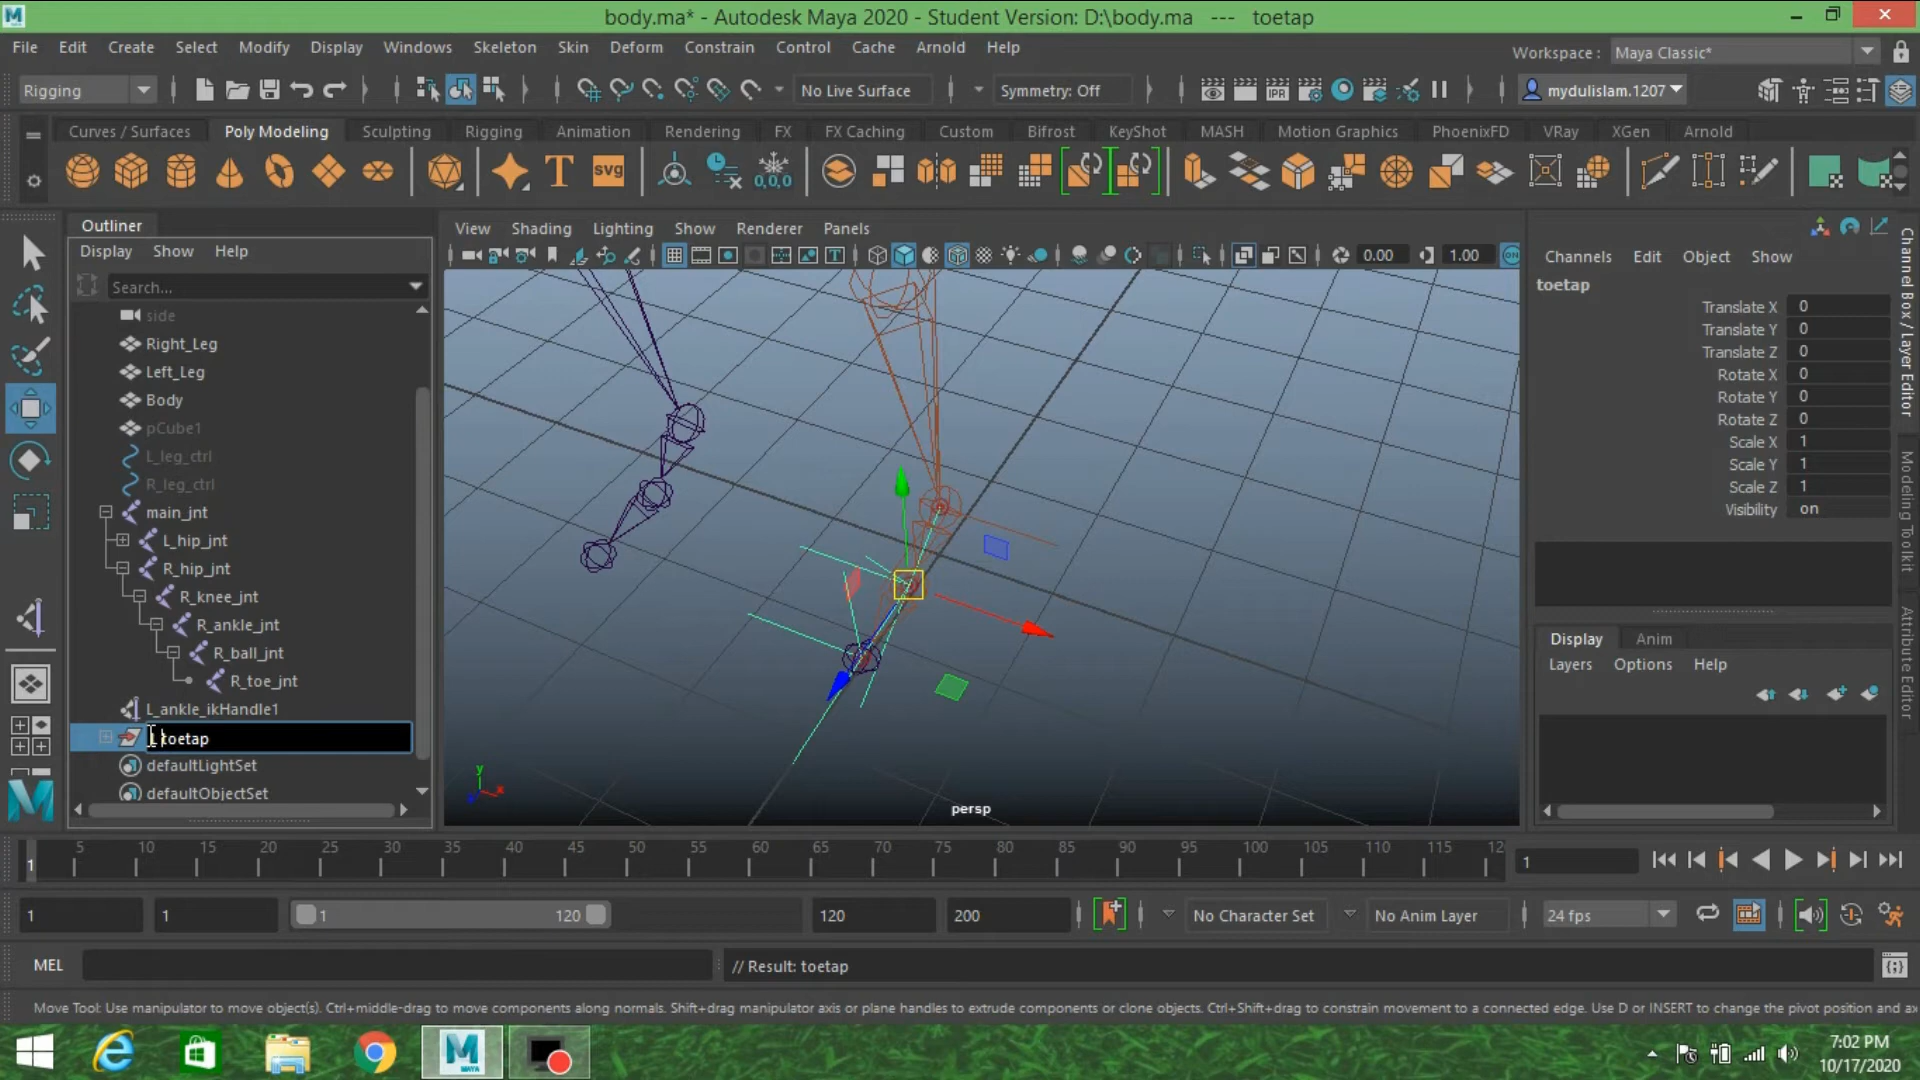 body.ma* - Autodesk Maya 2020 - Student Version: D:\body.ma --- toetap
File Edit Create Select Modify Display Windows Skeleton Skin Deform Constrain Control Cache Arnold Help
Workspace : Maya Classic*
Rigging
No Live Surface
Symmetry: Off
IPR
mydulislam.1207
Curves / Surfaces Poly Modeling Sculpting Rigging Animation Rendering FX FX Caching Custom Bifrost KeyShot MASH Motion Graphics PhoenixFD VRay XGen Arnold
T
svg
0,0,0
Outliner
Display Show Help
Search...
side
Right_Leg
Left_Leg
Body
pCube1
L_leg_ctrl
R_leg_ctrl
main_jnt
L_hip_jnt
R_hip_jnt
R_knee_jnt
R_ankle_jnt
R_ball_jnt
R_toe_jnt
L_ankle_ikHandle1
toetap
defaultLightSet
defaultObjectSet
View Shading Lighting Show Renderer Panels
0.00
1.00
ON
persp
y
x
Channels Edit Object Show
toetap
Translate X 0
Translate Y 0
Translate Z 0
Rotate X 0
Rotate Y 0
Rotate Z 0
Scale X 1
Scale Y 1
Scale Z 1
Visibility on
Display Anim
Layers Options Help
Channel Box / Layer Editor
Modeling Toolkit
Attribute Editor
5 10 15 20 25 30 35 40 45 50 55 60 65 70 75 80 85 90 95 100 105 110 115 12
1
1
1
1
1
120
120
200
No Character Set
No Anim Layer
24 fps
MEL
// Result: toetap
Move Tool: Use manipulator to move object(s). Ctrl+middle-drag to move components along normals. Shift+drag manipulator axis or plane handles to extrude components or clone objects. Ctrl+Shift+drag to constrain movement to a connected edge. Use D or INSERT to change the pivot position and ax
MAYA
7:02 PM
10/17/2020